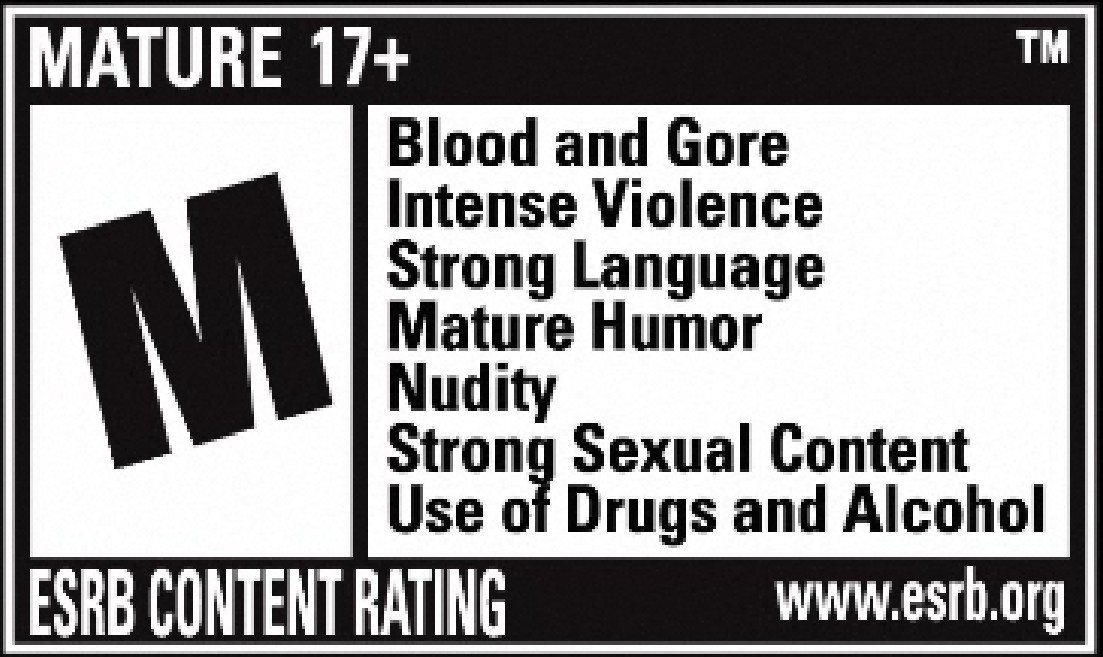 MATURE 17+ TM
M
Blood and Gore
Intense Violence
Strong Language
Mature Humor
Nudity
Strong Sexual Content
Use of Drugs and Alcohol
ESRB CONTENT RATING www.esrb.org